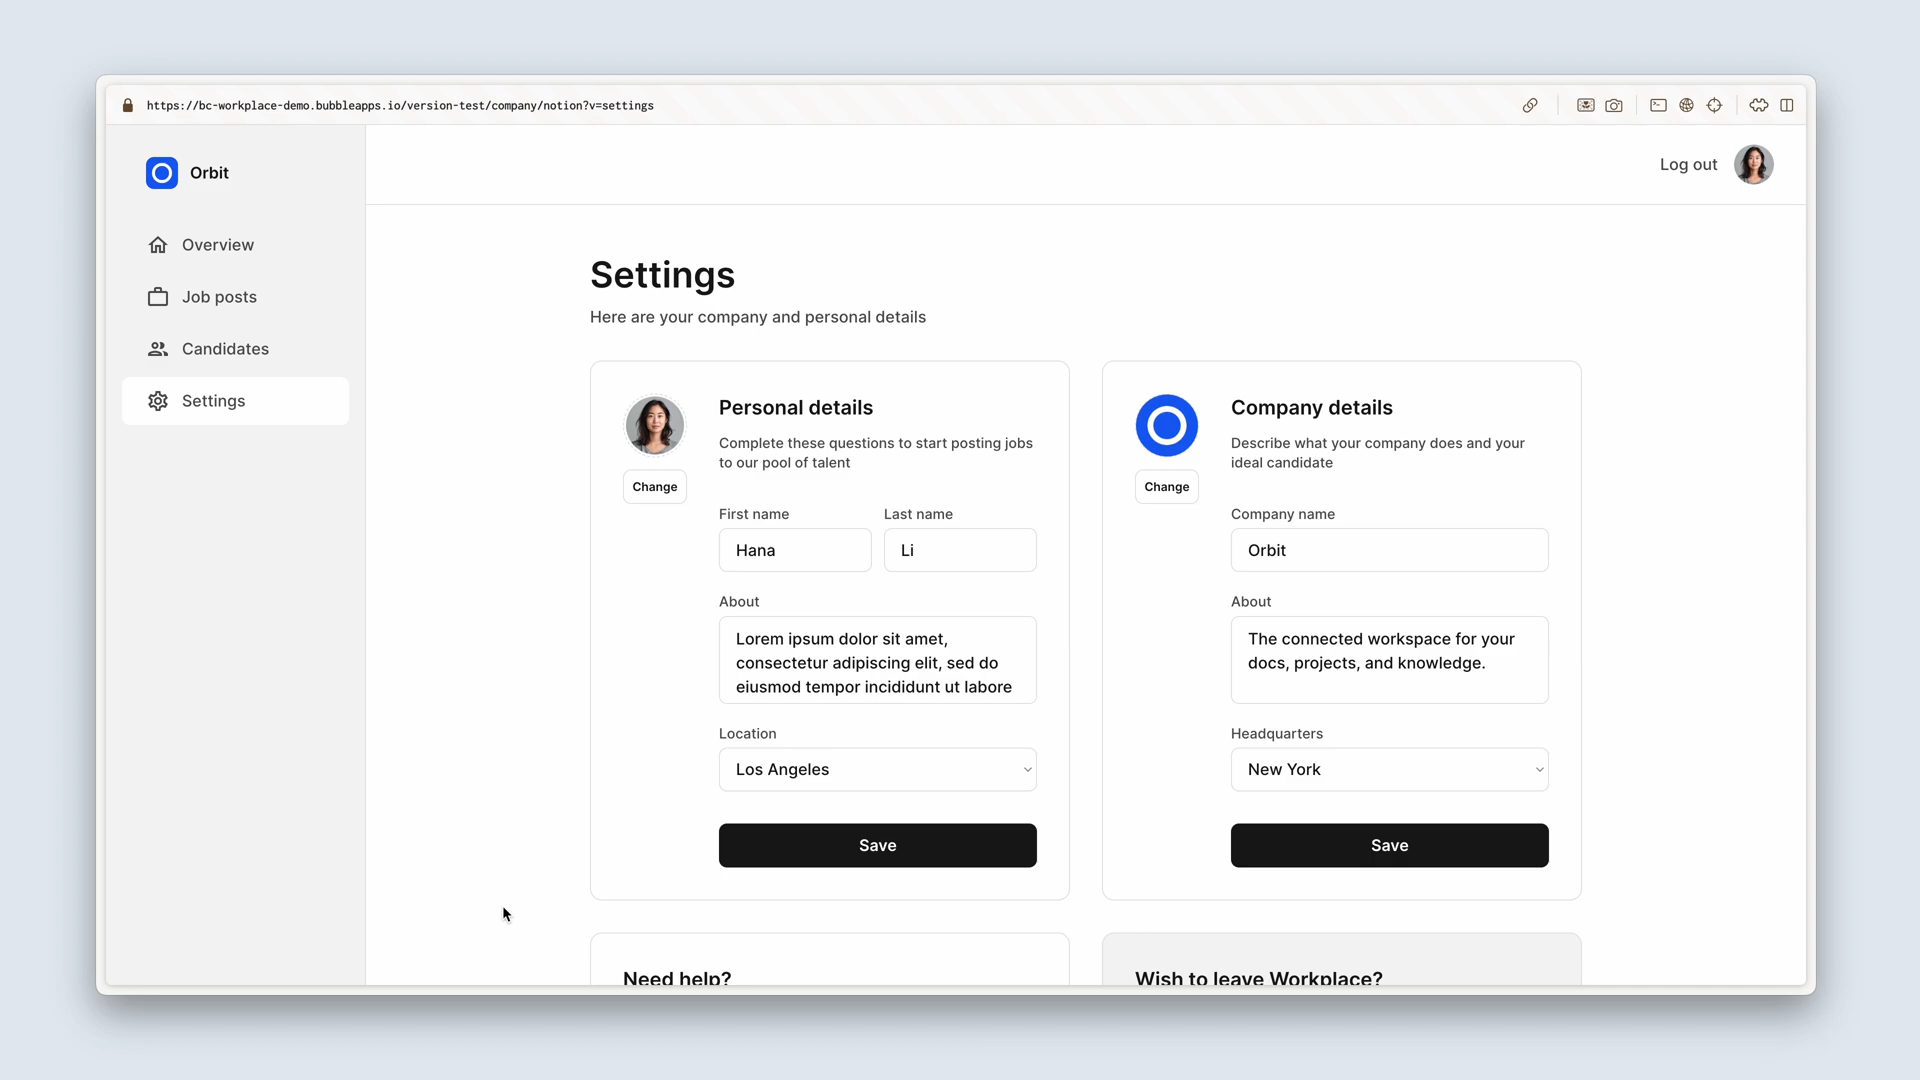 https://bc-workplace-demo.bubbleapps.io/version-test/company/notion?v=settings
Orbit
Overview
Job posts
Candidates
Settings
Log out
Settings
Here are your company and personal details
Personal details
Complete these questions to start posting jobs
to our pool of talent
Change
First name
Last name
Hana
Li
About
Lorem ipsum dolor sit amet,
consectetur adipiscing elit, sed do
eiusmod tempor incididunt ut labore
Location
Los Angeles
Save
Company details
Describe what your company does and your
ideal candidate
Change
Company name
Orbit
About
The connected workspace for your
docs, projects, and knowledge.
Headquarters
New York
Save
Need help?
Wish to leave Workplace?